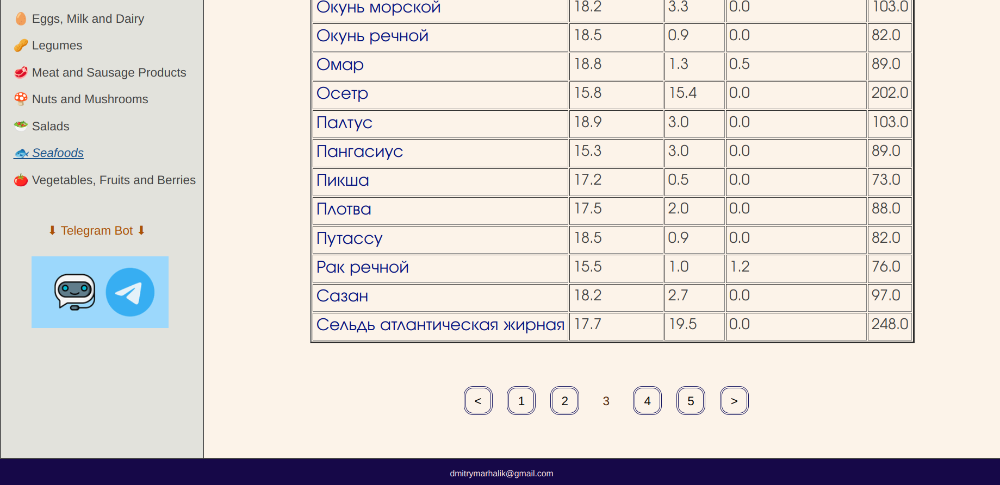 Eggs, Milk and Dairy
Legumes
Meat and Sausage Products
Nuts and Mushrooms
Salads
Seafoods
Vegetables, Fruits and Berries
⬇ Telegram Bot ⬇
Окунь морской 18.2 3.3 0.0 103.0
Окунь речной 18.5 0.9 0.0 82.0
Омар 18.8 1.3 0.5 89.0
Осетр 15.8 15.4 0.0 202.0
Палтус 18.9 3.0 0.0 103.0
Пангасиус 15.3 3.0 0.0 89.0
Пикша 17.2 0.5 0.0 73.0
Плотва 17.5 2.0 0.0 88.0
Путассу 18.5 0.9 0.0 82.0
Рак речной 15.5 1.0 1.2 76.0
Сазан 18.2 2.7 0.0 97.0
Сельдь атлантическая жирная 17.7 19.5 0.0 248.0
< 1 2 3 4 5 >
dmitrymarhalik@gmail.com